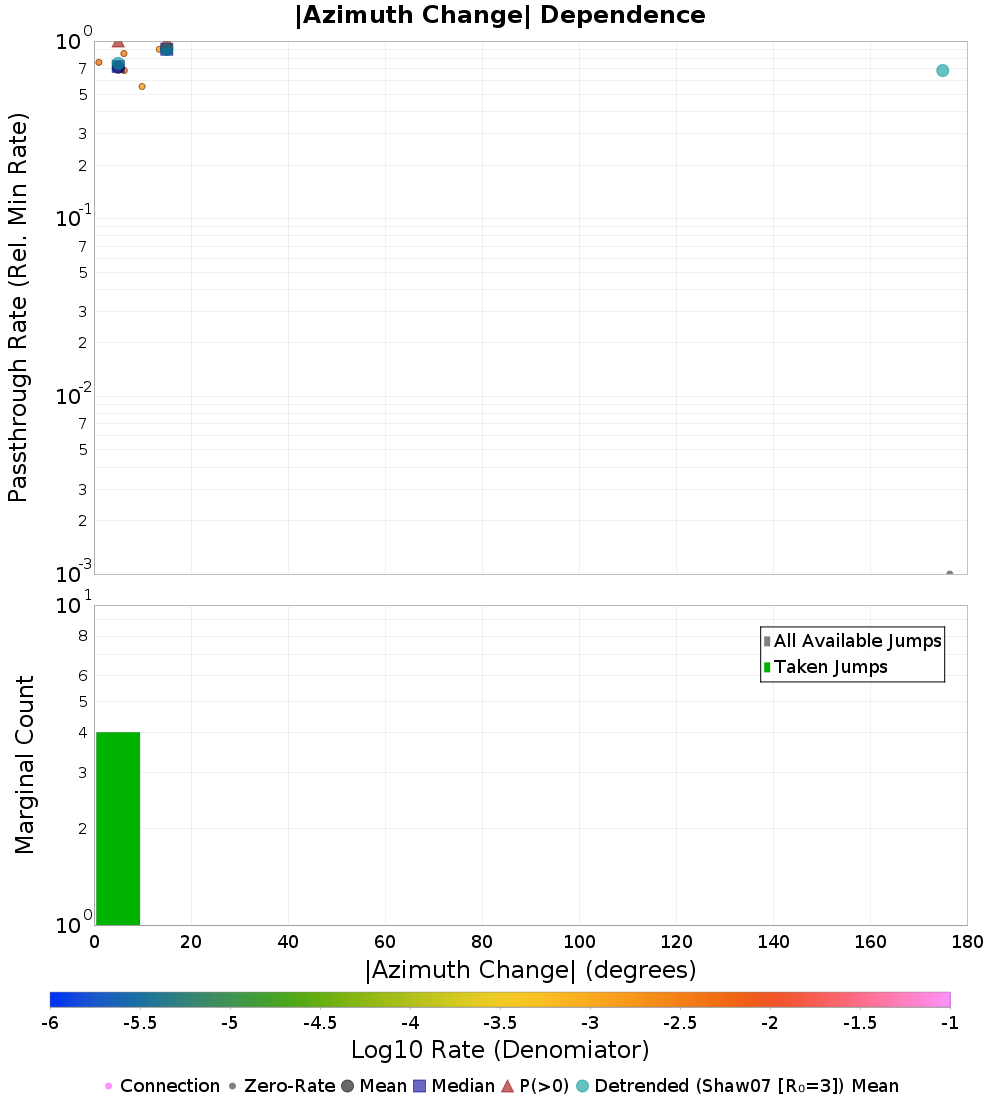 |Azimuth Change| Dependence
Passthrough Rate (Rel. Min Rate)
10^0
7
5
3
2
10^-1
7
5
3
2
10^-2
7
5
3
2
10^-3
Marginal Count
10^1
8
6
5
4
3
2
10^0
All Available Jumps
Taken Jumps
0 20 40 60 80 100 120 140 160 180
|Azimuth Change| (degrees)
-6 -5.5 -5 -4.5 -4 -3.5 -3 -2.5 -2 -1.5 -1
Log10 Rate (Denomiator)
Connection Zero-Rate Mean Median P(>0) Detrended (Shaw07 [R₀=3]) Mean